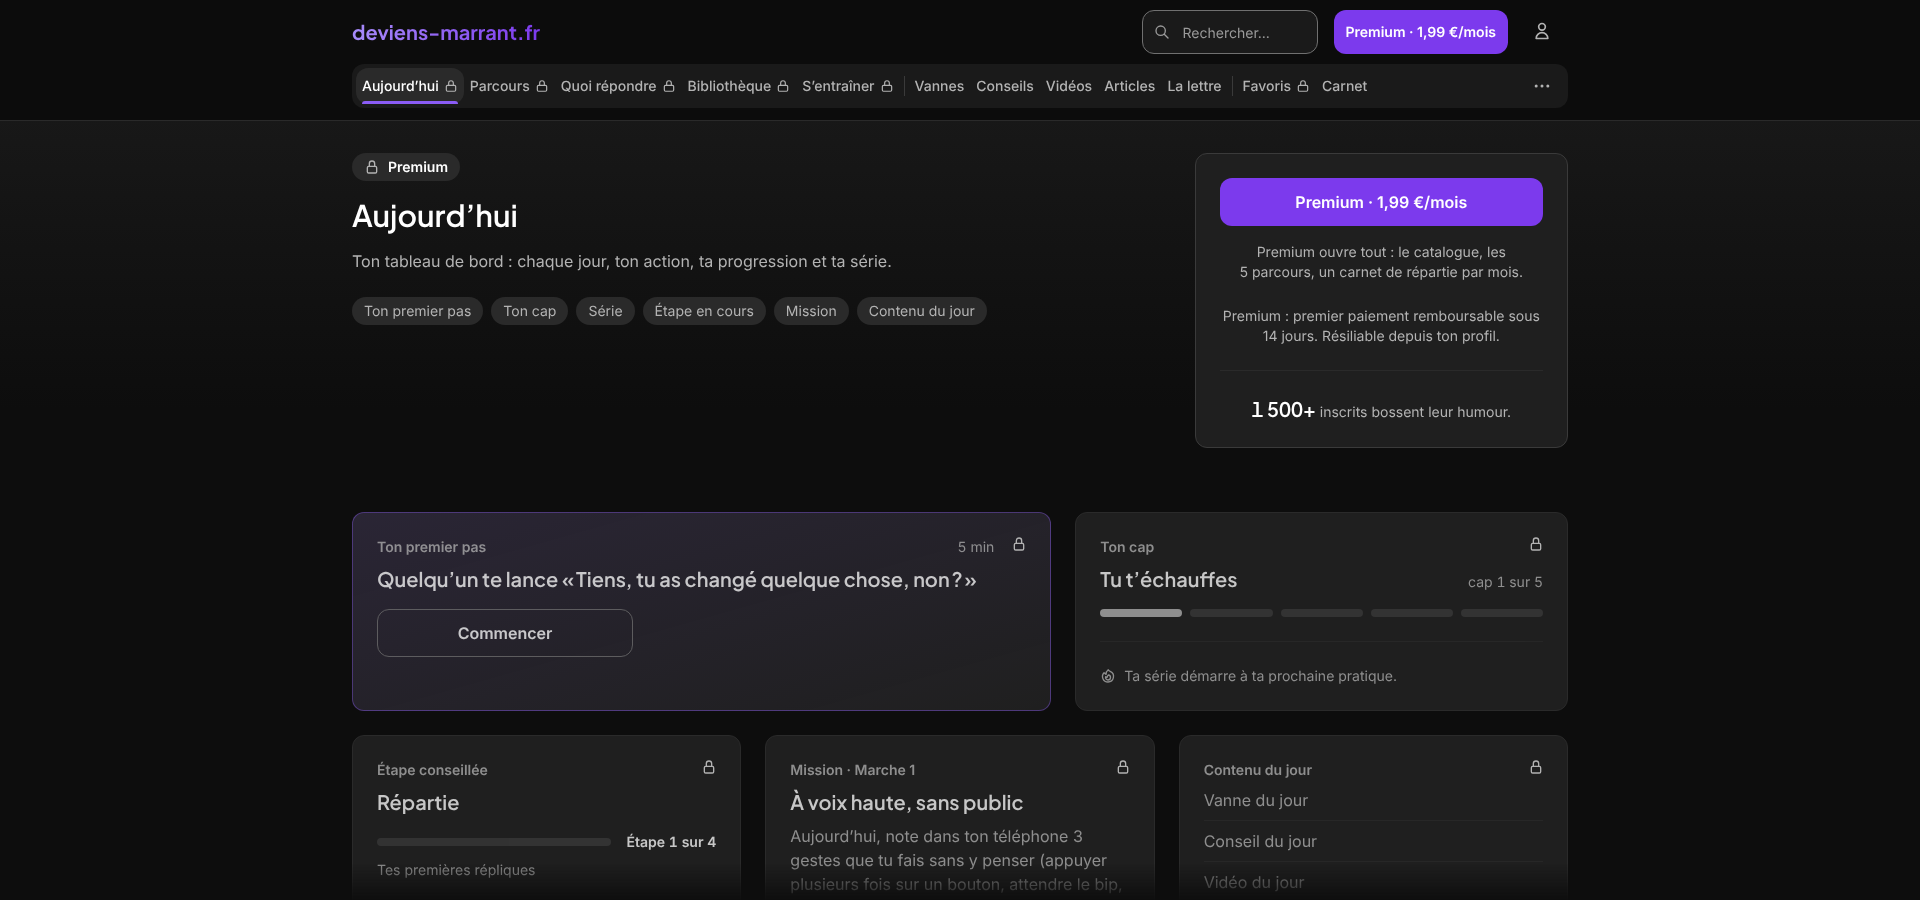 deviens-marrant.fr
Rechercher...
Premium · 1,99 €/mois
Aujourd’hui
Parcours
Quoi répondre
Bibliothèque
S’entraîner
Vannes
Conseils
Vidéos
Articles
La lettre
Favoris
Carnet
Premium
Aujourd’hui
Ton tableau de bord : chaque jour, ton action, ta progression et ta série.
Ton premier pas
Ton cap
Série
Étape en cours
Mission
Contenu du jour
Premium · 1,99 €/mois
Premium ouvre tout : le catalogue, les
5 parcours, un carnet de répartie par mois.
Premium : premier paiement remboursable sous
14 jours. Résiliable depuis ton profil.
1 500+ inscrits bossent leur humour.
Ton premier pas
5 min
Quelqu’un te lance « Tiens, tu as changé quelque chose, non ? »
Commencer
Ton cap
Tu t’échauffes
cap 1 sur 5
Ta série démarre à ta prochaine pratique.
Étape conseillée
Répartie
Étape 1 sur 4
Tes premières répliques
Mission · Marche 1
À voix haute, sans public
Aujourd’hui, note dans ton téléphone 3
gestes que tu fais sans y penser (appuyer
plusieurs fois sur un bouton, attendre le bip,
Contenu du jour
Vanne du jour
Conseil du jour
Vidéo du jour